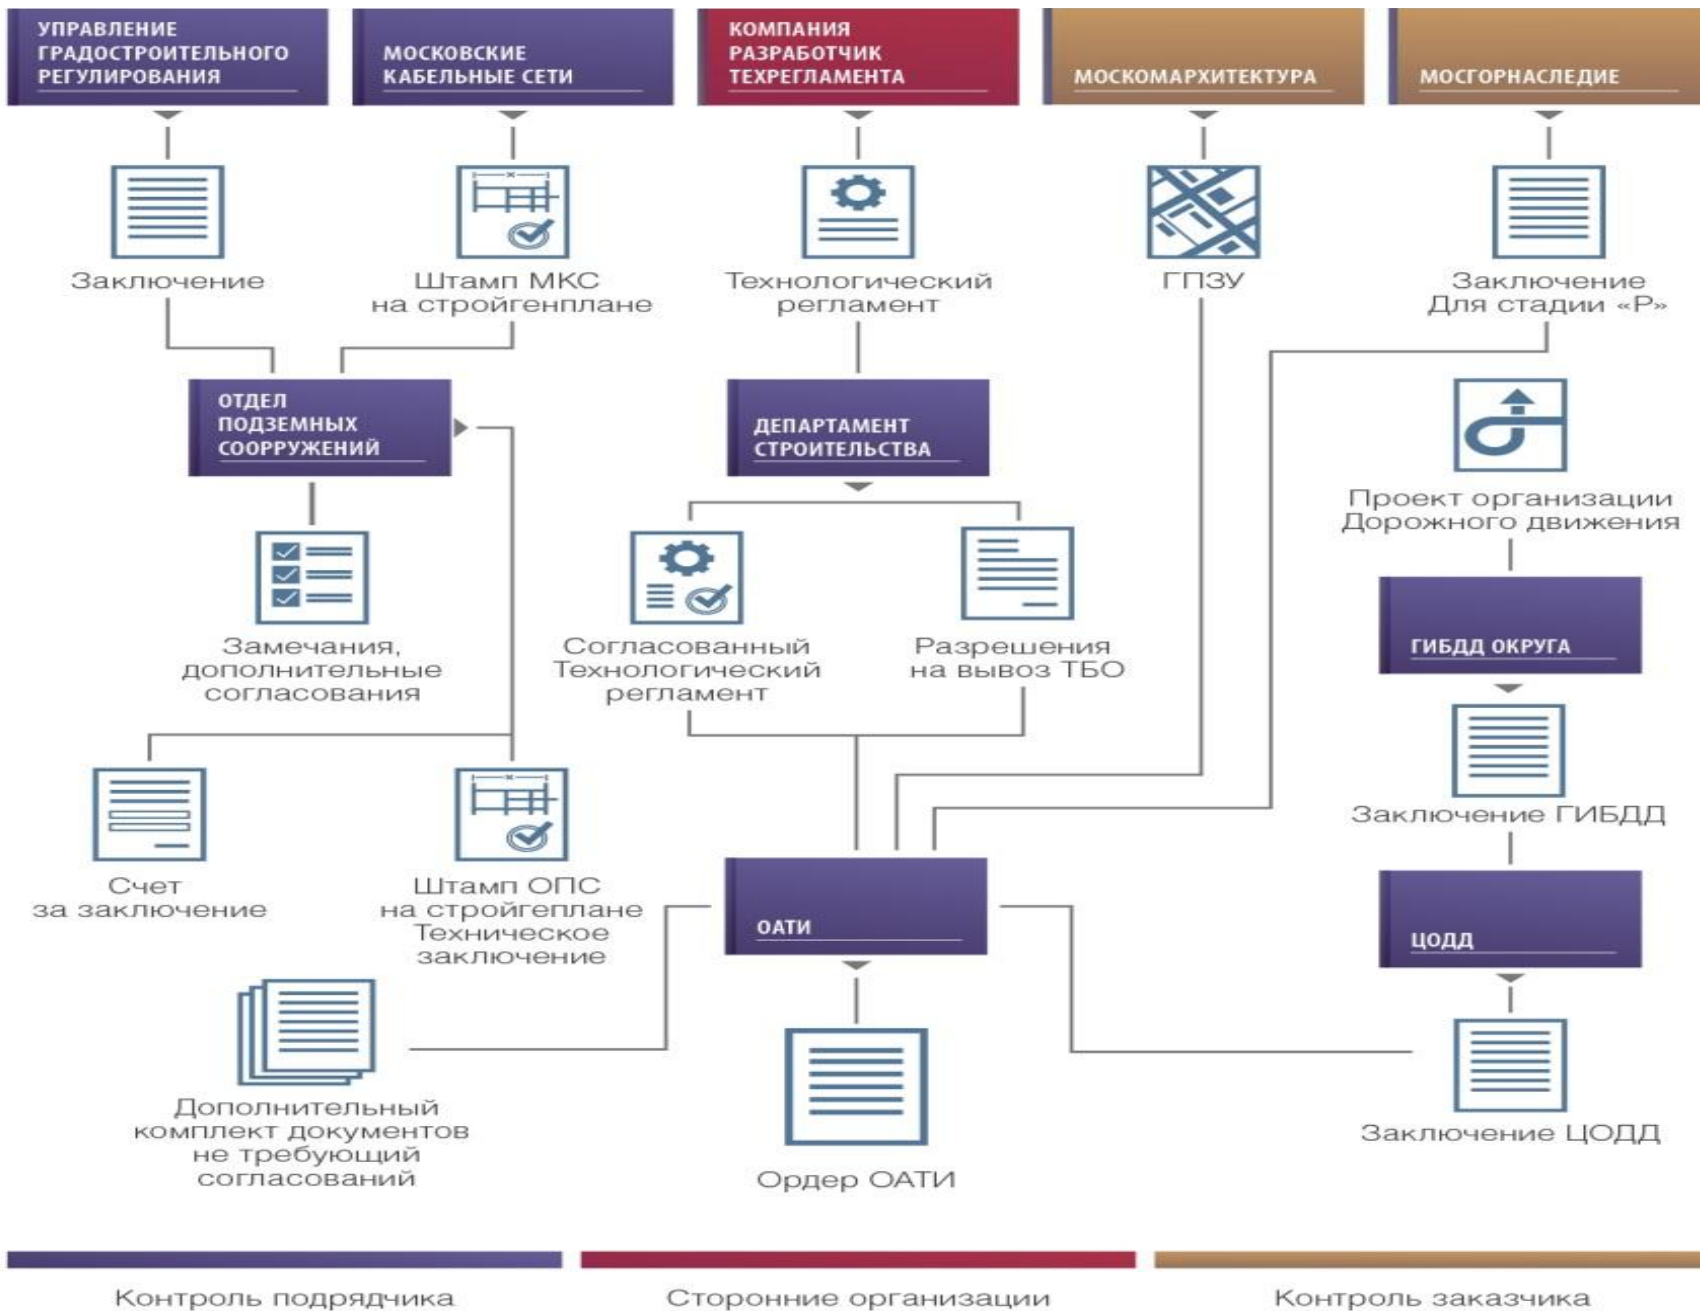 УПРАВЛЕНИЕ
ГРАДОСТРОИТЕЛЬНОГО
РЕГУЛИРОВАНИЯ
МОСКОВСКИЕ
КАБЕЛЬНЫЕ СЕТИ
КОМПАНИЯ
РАЗРАБОТЧИК
ТЕХРЕГЛАМЕНТА
МОСКОМАРХИТЕКТУРА
МОСГОРНАСЛЕДИЕ
Заключение
Штамп МКС
на стройгенплане
Технологический
регламент
ГПЗУ
Заключение
Для стадии «Р»
ОТДЕЛ
ПОДЗЕМНЫХ
СООРРУЖЕНИЙ
ДЕПАРТАМЕНТ
СТРОИТЕЛЬСТВА
Проект организации
Дорожного движения
Замечания,
дополнительные
согласования
Согласованный
Технологический
регламент
Разрешения
на вывоз ТБО
ГИБДД ОКРУГА
Заключение ГИБДД
Счет
за заключение
Штамп ОПС
на стройгеплане
Техническое
заключение
ОАТИ
ЦОДД
Дополнительный
комплект документов
не требующий
согласований
Ордер ОАТИ
Заключение ЦОДД
Контроль подрядчика
Сторонние организации
Контроль заказчика